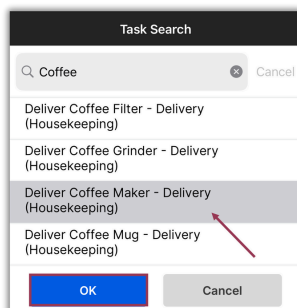 Task Search
Coffee
Cancel
Deliver Coffee Filter - Delivery
(Housekeeping)
Deliver Coffee Grinder - Delivery
(Housekeeping)
Deliver Coffee Maker - Delivery
(Housekeeping)
Deliver Coffee Mug - Delivery
(Housekeeping)
OK
Cancel